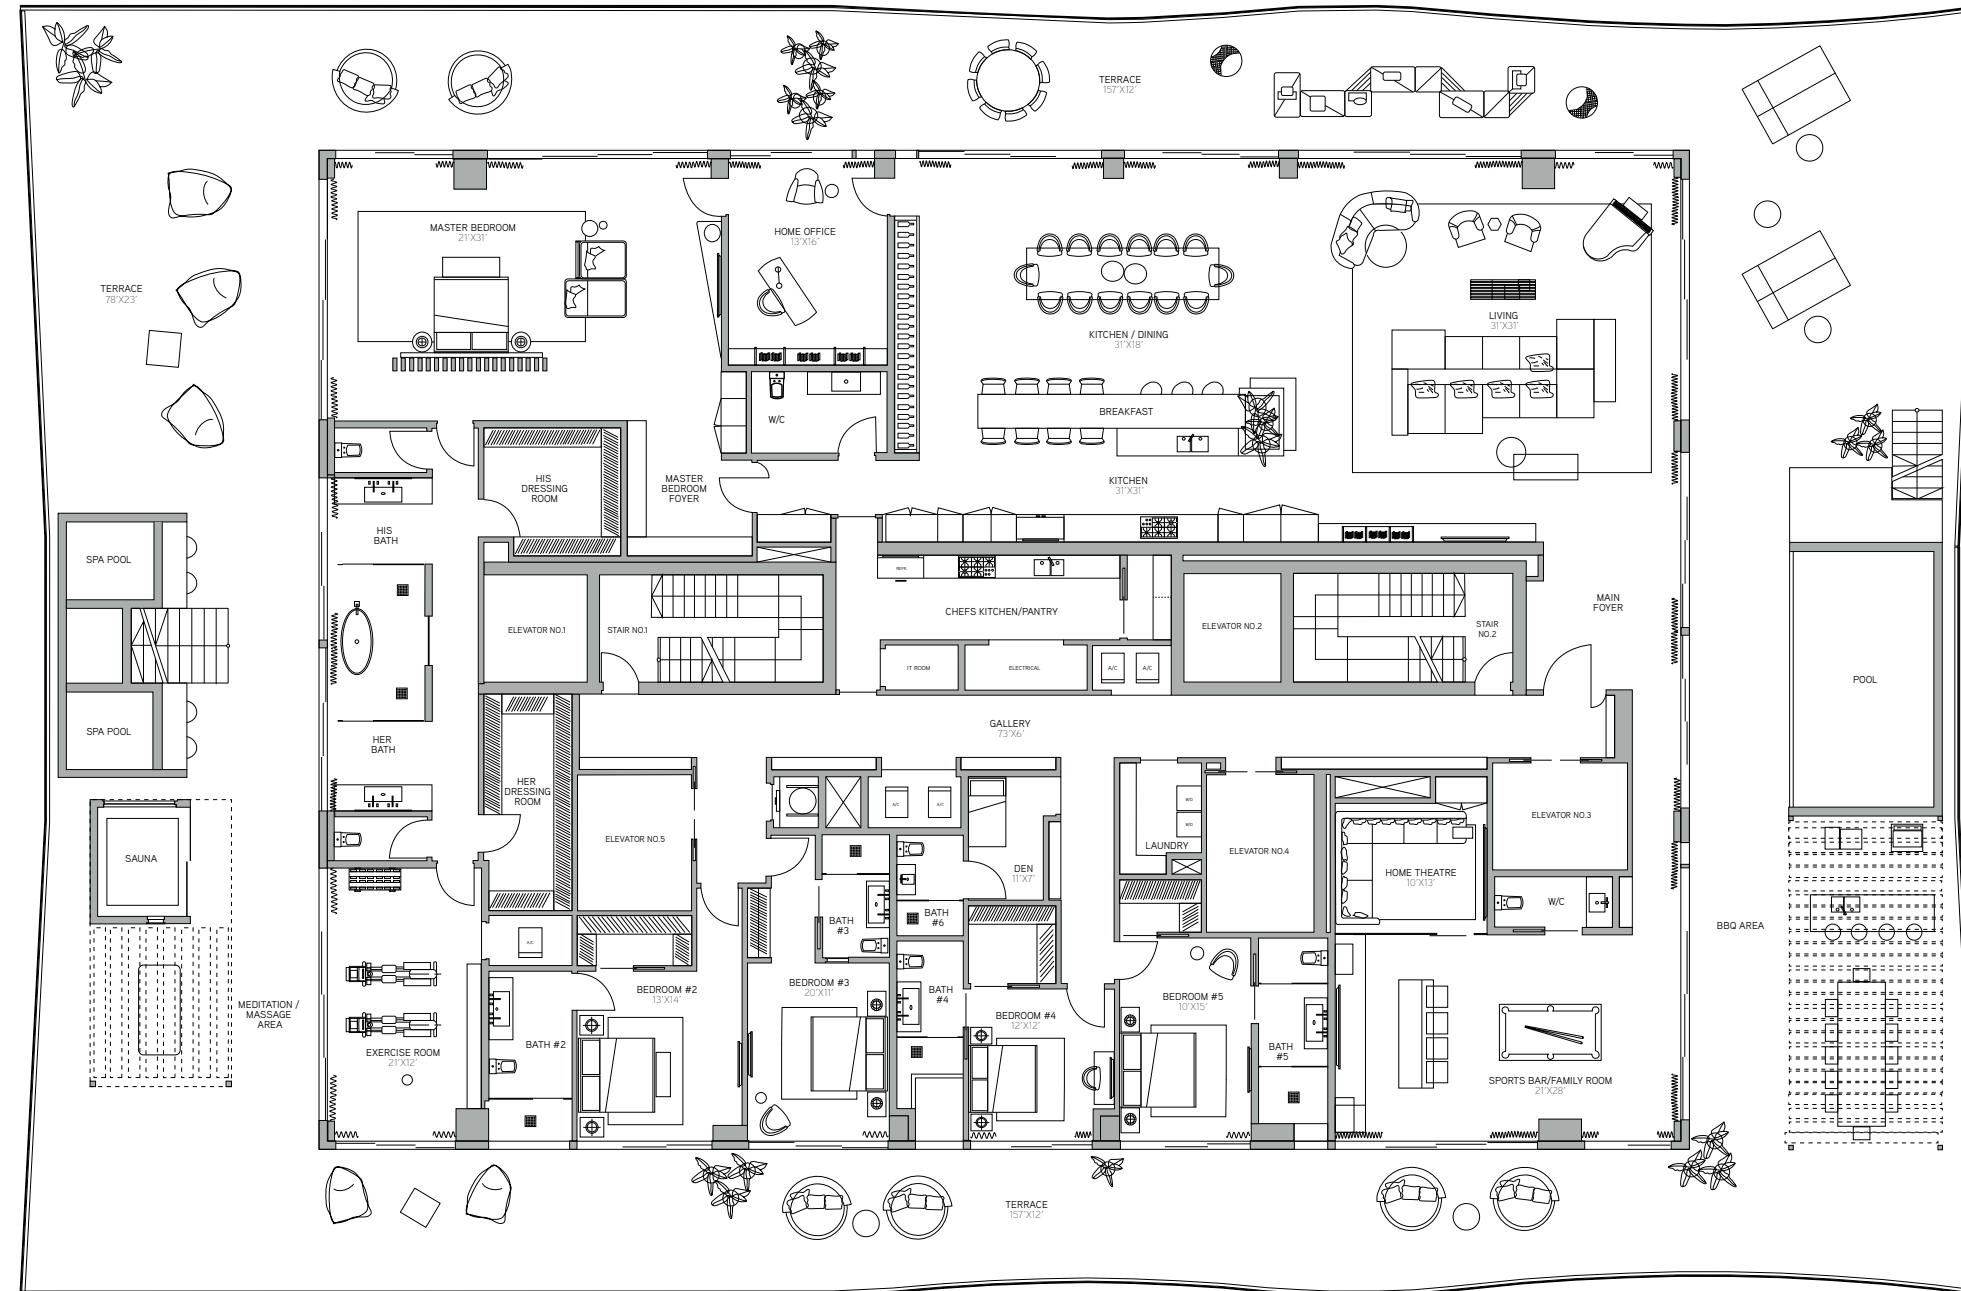 TERRACE
157'X12'
MASTER BEDROOM
21'X31'
HOME OFFICE
13'X16'
TERRACE
78'X23'
KITCHEN / DINING
31'X18'
LIVING
31'X31'
W/C
BREAKFAST
HIS
DRESSING
ROOM
MASTER
BEDROOM
FOYER
KITCHEN
31'X31'
HIS
BATH
SPA POOL
REFR.
CHEFS KITCHEN/PANTRY
MAIN
FOYER
ELEVATOR NO.1
STAIR NO.1
ELEVATOR NO.2
STAIR
NO.2
IT ROOM
ELECTRICAL
A/C
A/C
POOL
SPA POOL
HER
BATH
GALLERY
73'X6'
HER
DRESSING
ROOM
A/C
A/C
W/D
W/D
ELEVATOR NO.5
LAUNDRY
ELEVATOR NO.4
ELEVATOR NO.3
SAUNA
DEN
11'X7'
HOME THEATRE
10'X13'
W/C
BATH
#3
BATH
#6
BBQ AREA
A/C
BEDROOM #2
13'X14'
BEDROOM #3
20'X11'
BATH
#4
BEDROOM #4
12'X12'
BEDROOM #5
10'X15'
MEDITATION /
MASSAGE
AREA
EXERCISE ROOM
21'X12'
BATH #2
BATH
#5
SPORTS BAR/FAMILY ROOM
21'X28'
TERRACE
157'X12'